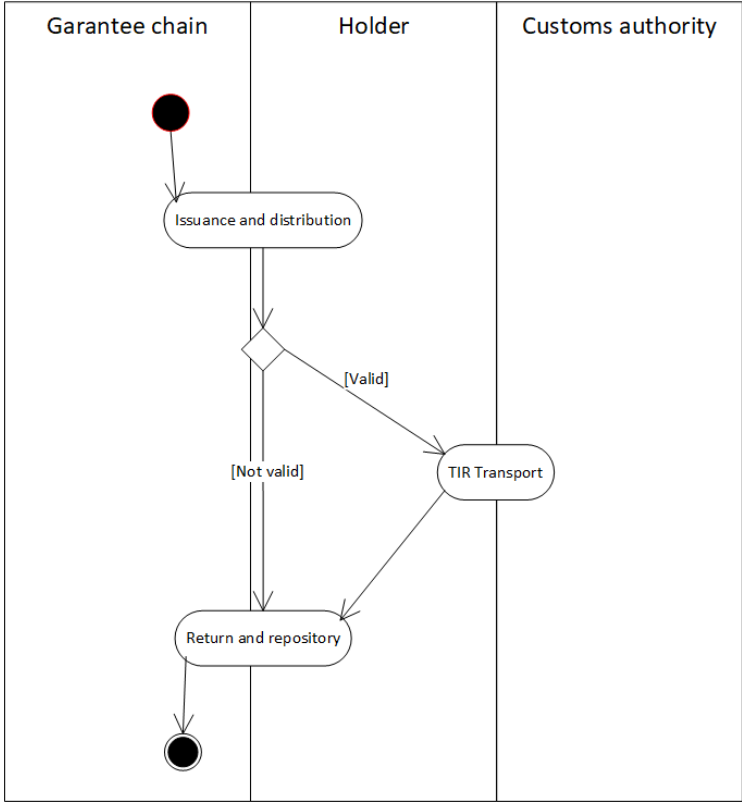 Garantee chain
Holder
Customs authority
Issuance and distribution
[Valid]
[Not valid]
TIR Transport
Return and repository